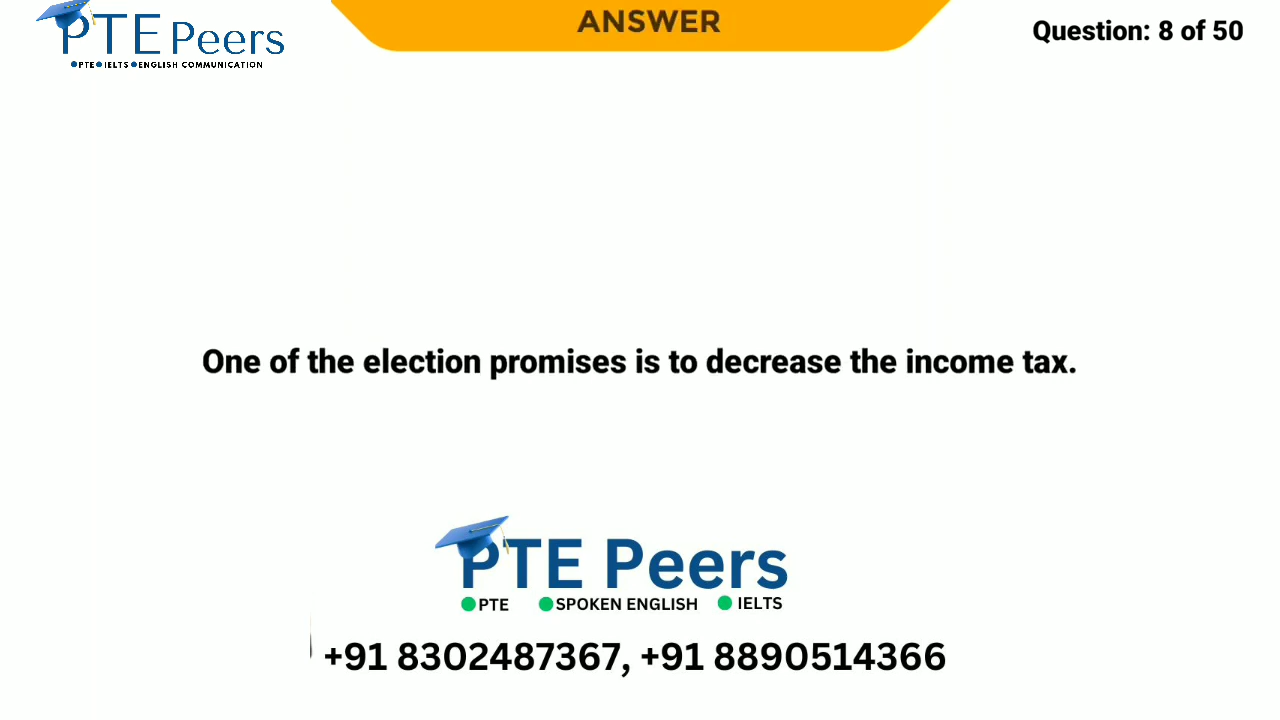 PTE Peers
PTE IELTS ENGLISH COMMUNICATION
ANSWER
Question: 8 of 50
One of the election promises is to decrease the income tax.
PTE Peers
PTE SPOKEN ENGLISH IELTS
+91 8302487367, +91 8890514366